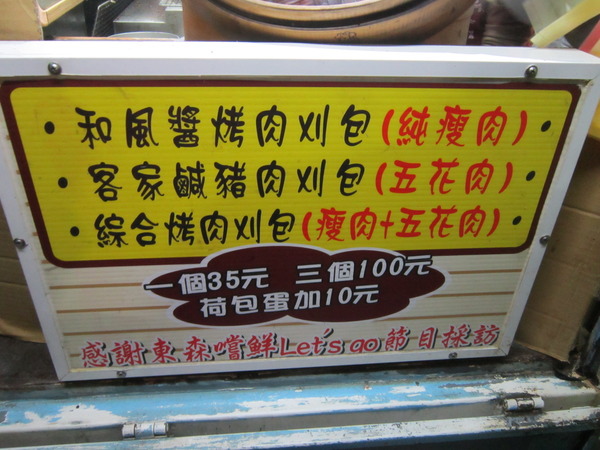 •和風醬烤肉刈包(純瘦肉)•
•客家鹹豬肉刈包(五花肉)•
•綜合烤肉刈包(瘦肉+五花肉)•
一個35元 三個100元
荷包蛋加10元
感謝東森嚐鮮Let's go節目採訪